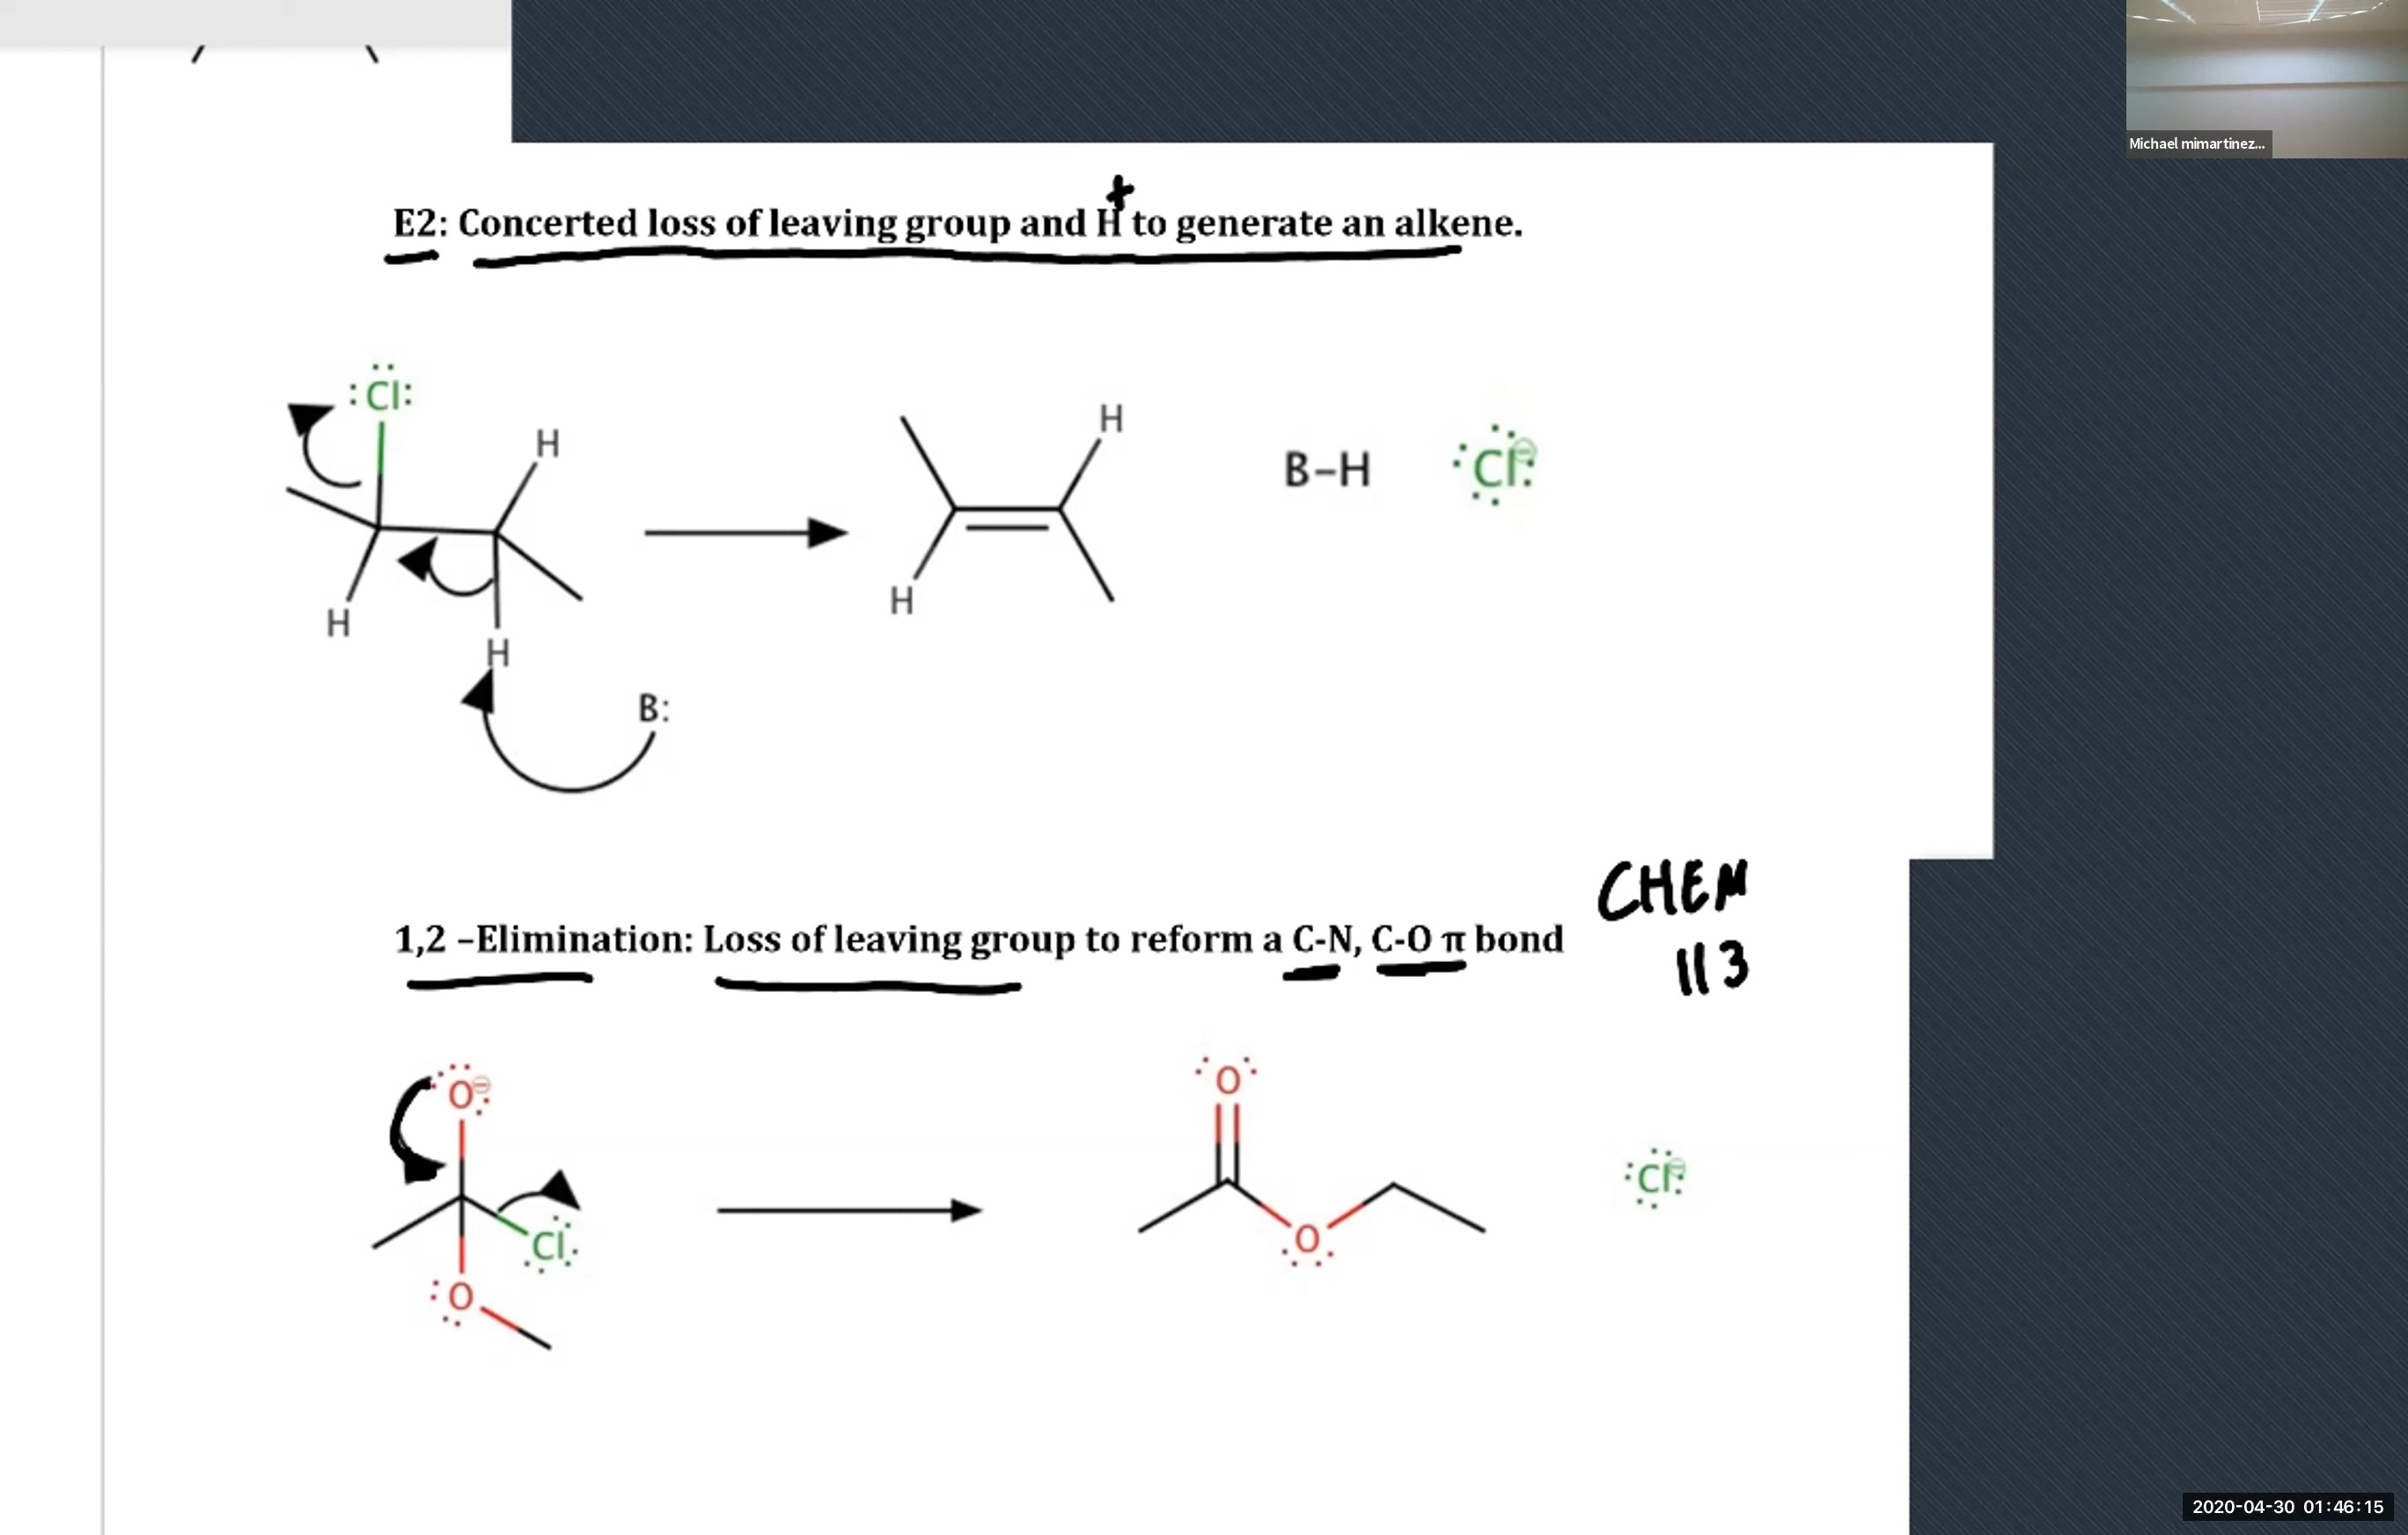 Michael mimartinez...
+
E2: Concerted loss of leaving group and H to generate an alkene.
:Cl:
H
H
H
B:
H
H
B-H
:Cl:⊖
1,2 –Elimination: Loss of leaving group to reform a C-N, C-O π bond
CHEM
113
O⊖
Cl
O
O
O
:Cl:⊖
2020-04-30 01:46:15